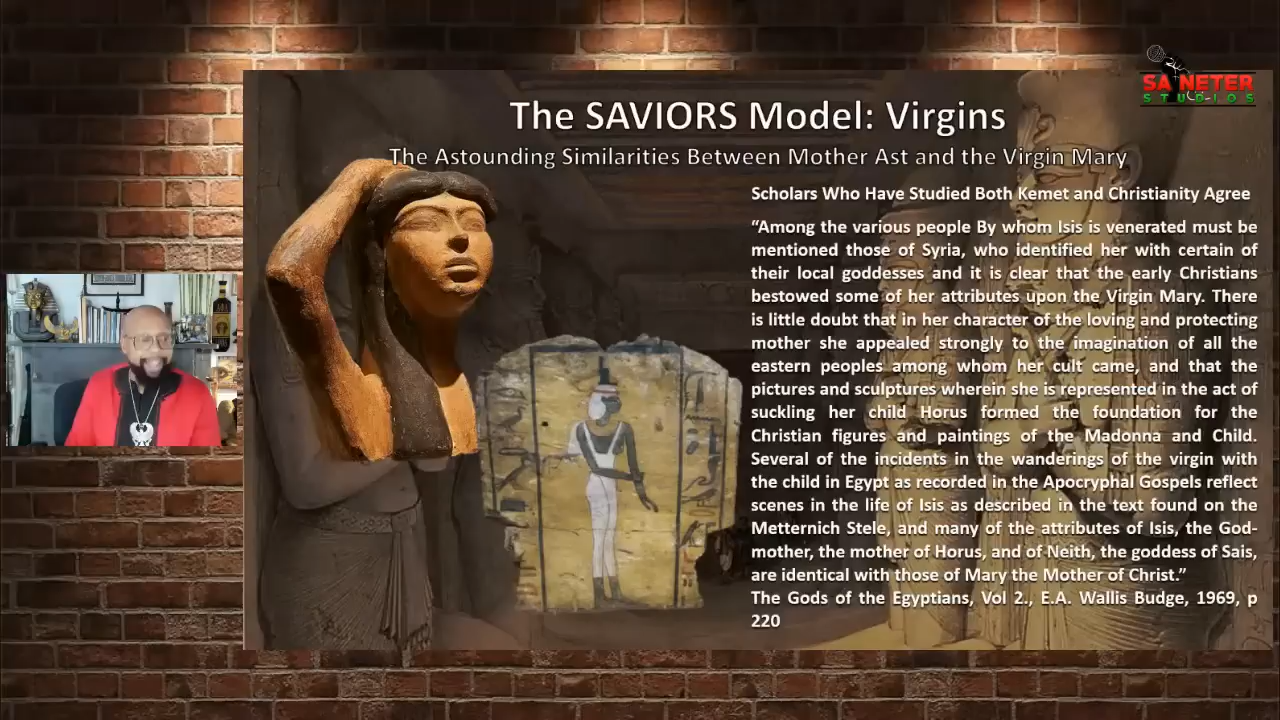 SA NETER
STUDIOS
The SAVIORS Model: Virgins
The Astounding Similarities Between Mother Ast and the Virgin Mary
Scholars Who Have Studied Both Kemet and Christianity Agree
“Among the various people By whom Isis is venerated must be
mentioned those of Syria, who identified her with certain of
their local goddesses and it is clear that the early Christians
bestowed some of her attributes upon the Virgin Mary. There
is little doubt that in her character of the loving and protecting
mother she appealed strongly to the imagination of all the
eastern peoples among whom her cult came, and that the
pictures and sculptures wherein she is represented in the act of
suckling her child Horus formed the foundation for the
Christian figures and paintings of the Madonna and Child.
Several of the incidents in the wanderings of the virgin with
the child in Egypt as recorded in the Apocryphal Gospels reflect
scenes in the life of Isis as described in the text found on the
Metternich Stele, and many of the attributes of Isis, the God-
mother, the mother of Horus, and of Neith, the goddess of Sais,
are identical with those of Mary the Mother of Christ.”
The Gods of the Egyptians, Vol 2., E.A. Wallis Budge, 1969, p
220